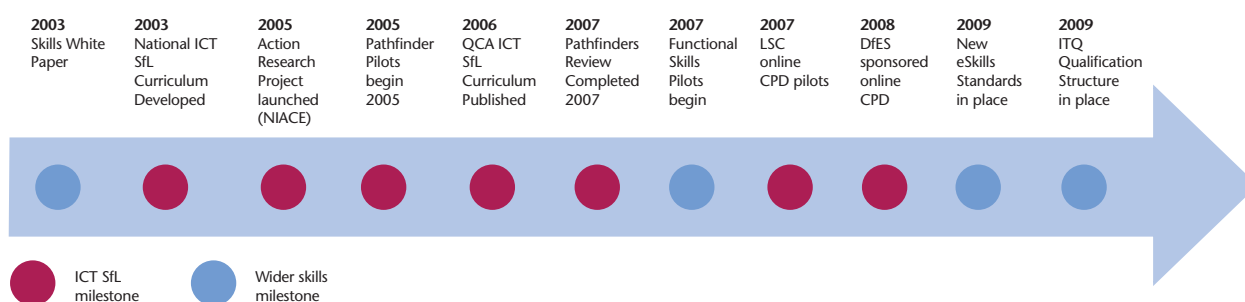 2003
Skills White
Paper
2003
National ICT
SfL
Curriculum
Developed
2005
Action
Research
Project
launched
(NIACE)
2005
Pathfinder
Pilots
begin
2005
2006
QCA ICT
SfL
Curriculum
Published
2007
Pathfinders
Review
Completed
2007
2007
Functional
Skills
Pilots
begin
2007
LSC
online
CPD pilots
2008
DfES
sponsored
online
CPD
2009
New
eSkills
Standards
in place
2009
ITQ
Qualification
Structure
in place
ICT SfL
milestone
Wider skills
milestone